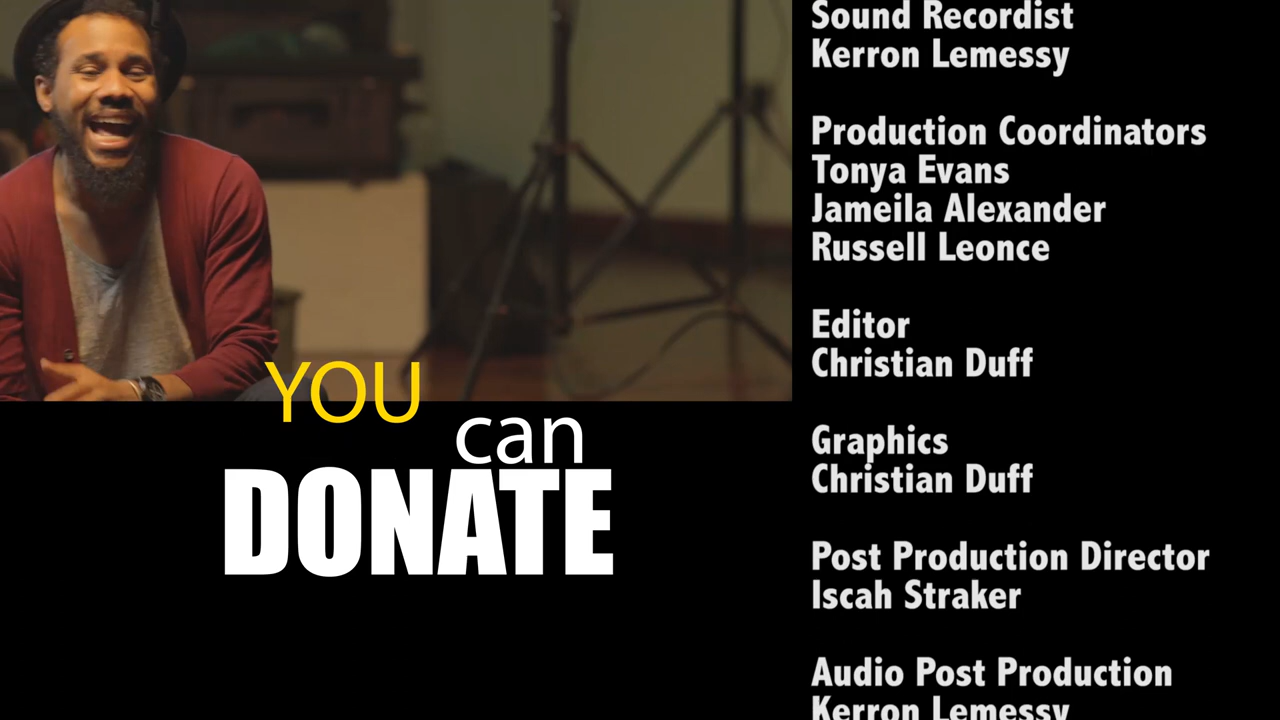 YOU
can
DONATE
Sound Recordist
Kerron Lemessy
Production Coordinators
Tonya Evans
Jameila Alexander
Russell Leonce
Editor
Christian Duff
Graphics
Christian Duff
Post Production Director
Iscah Straker
Audio Post Production
Kerron Lemessy